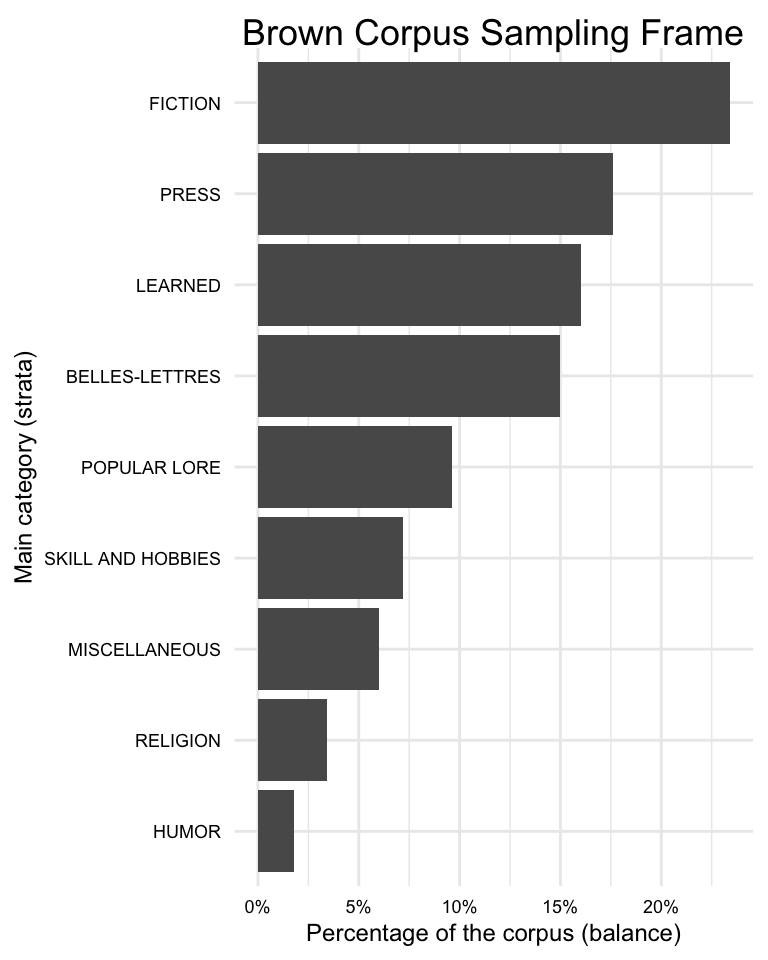 Brown Corpus Sampling Frame
FICTION
PRESS
LEARNED
BELLES-LETTRES
POPULAR LORE
SKILL AND HOBBIES
MISCELLANEOUS
RELIGION
HUMOR
Main category (strata)
0% 5% 10% 15% 20%
Percentage of the corpus (balance)